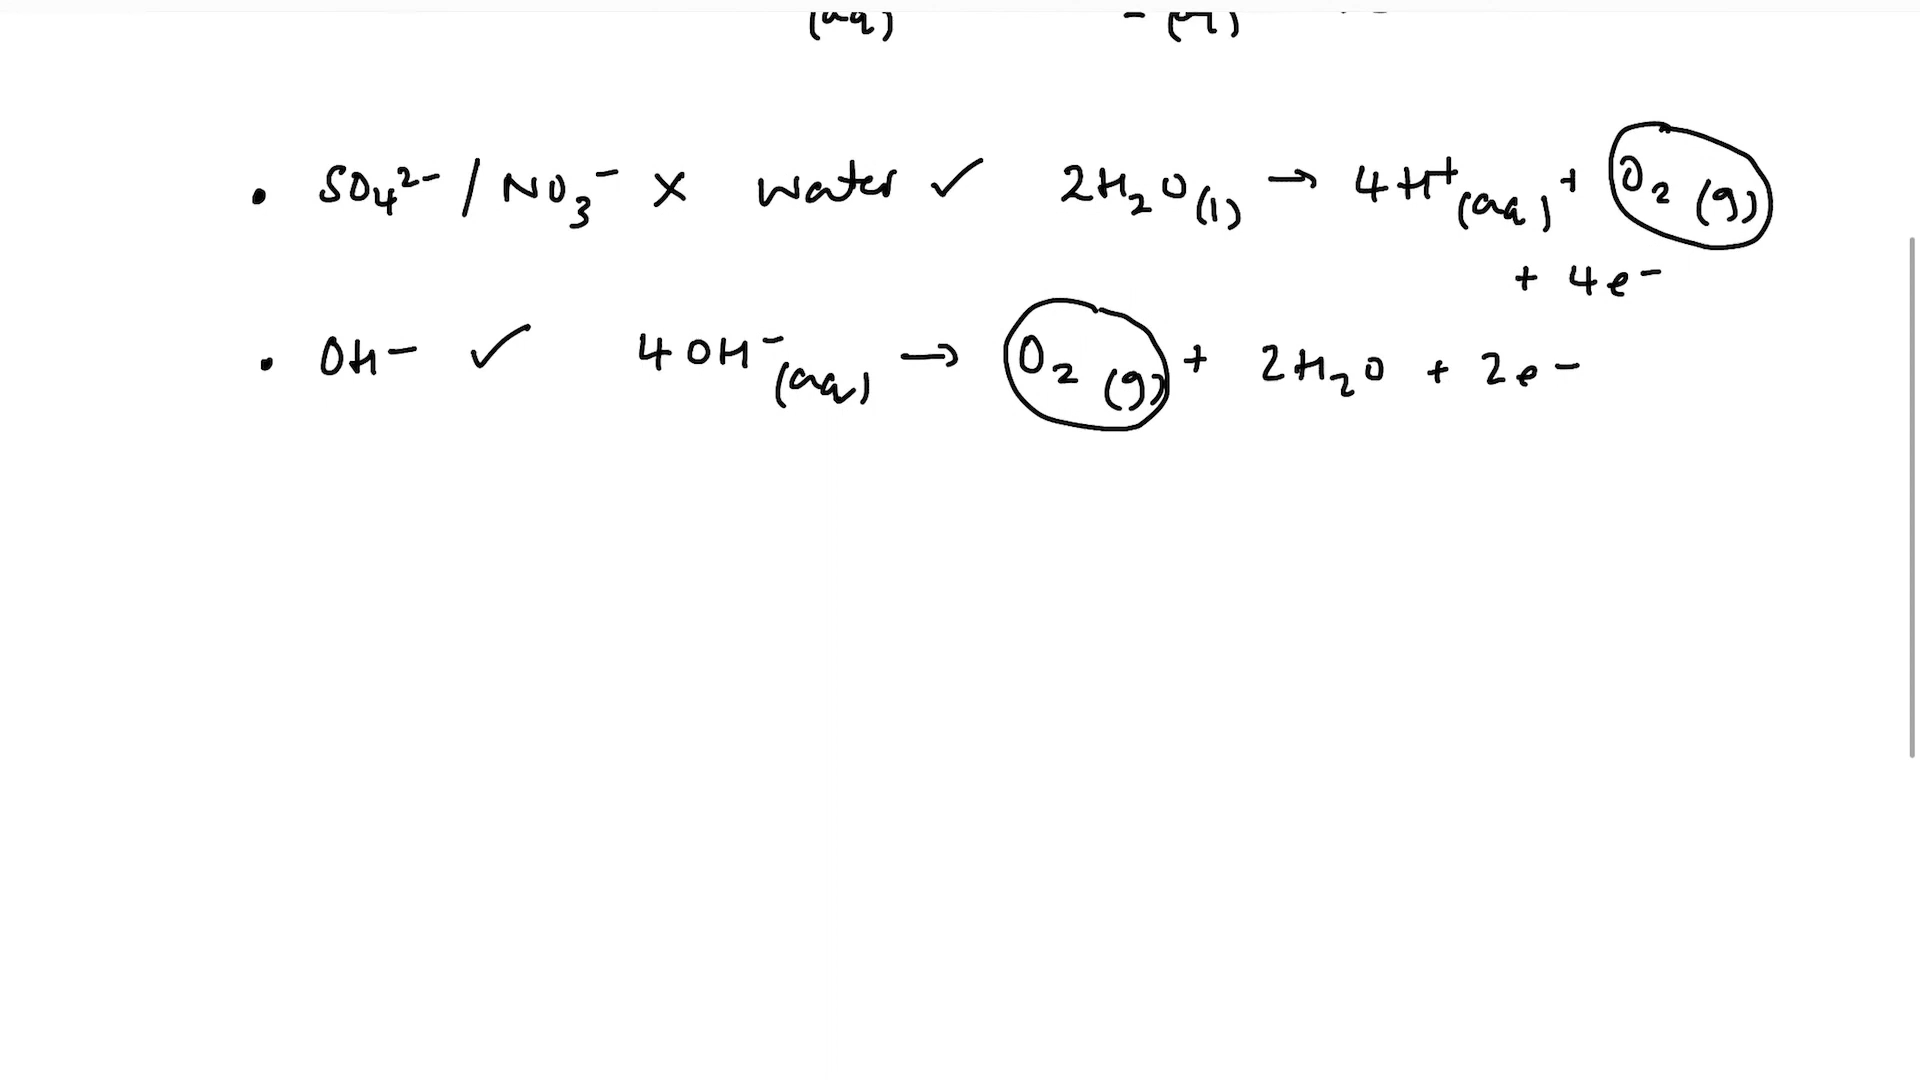 • SO₄²⁻ / NO₃⁻ × water ✓ 2H₂O(l) → 4H⁺(aq) + O₂(g)
+ 4e⁻
• OH⁻ ✓ 4OH⁻(aq) → O₂(g) + 2H₂O + 2e⁻